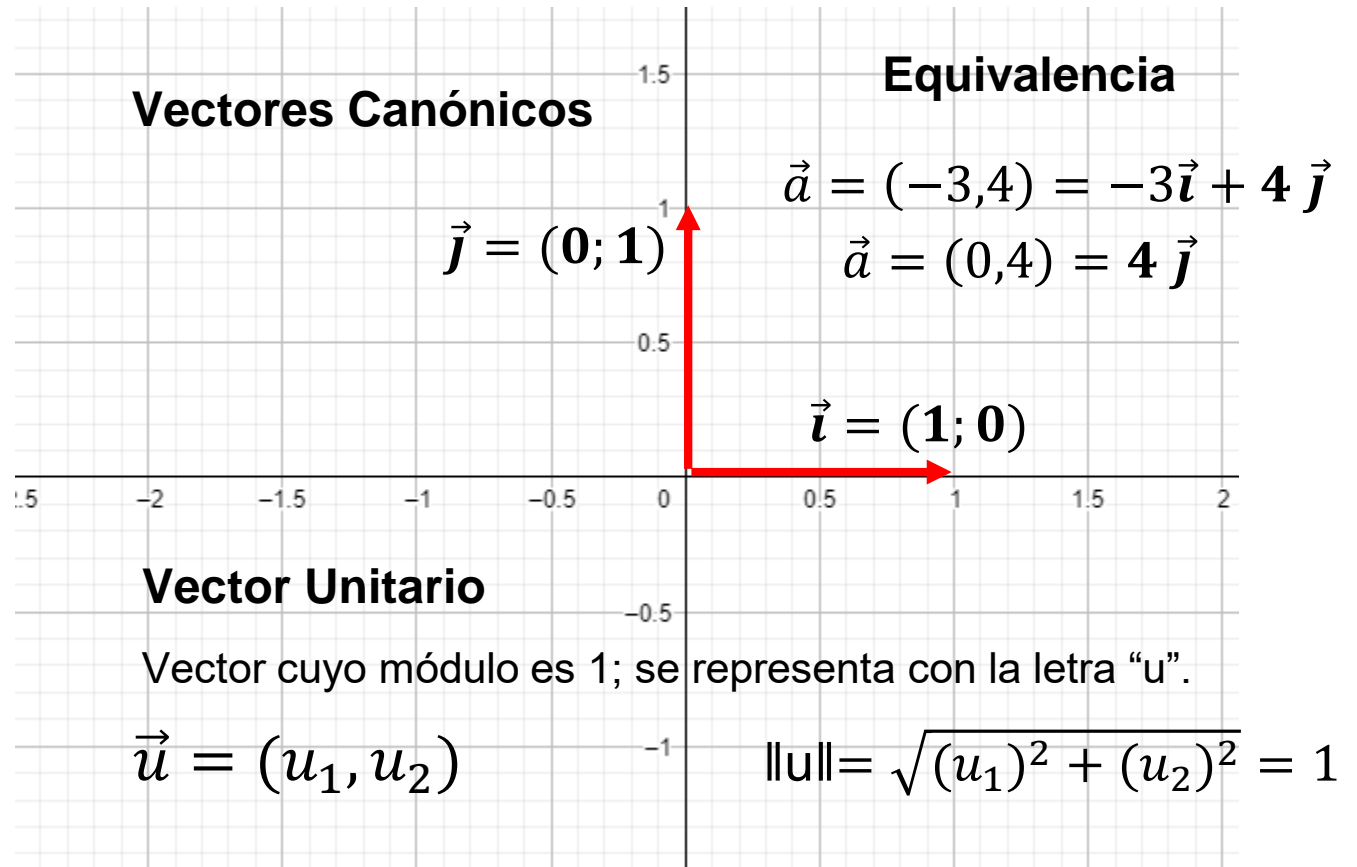 Vectores Canónicos
Equivalencia
1.5
a⃗ = (−3,4) = −3i⃗ + 4 j⃗
1
j⃗ = (0; 1)
a⃗ = (0,4) = 4 j⃗
0.5
i⃗ = (1; 0)
.5 −2 −1.5 −1 −0.5 0 0.5 1 1.5 2
Vector Unitario
−0.5
Vector cuyo módulo es 1; se representa con la letra “u”.
u⃗ = (u₁, u₂)
−1
‖u‖= √((u₁)² + (u₂)²) = 1